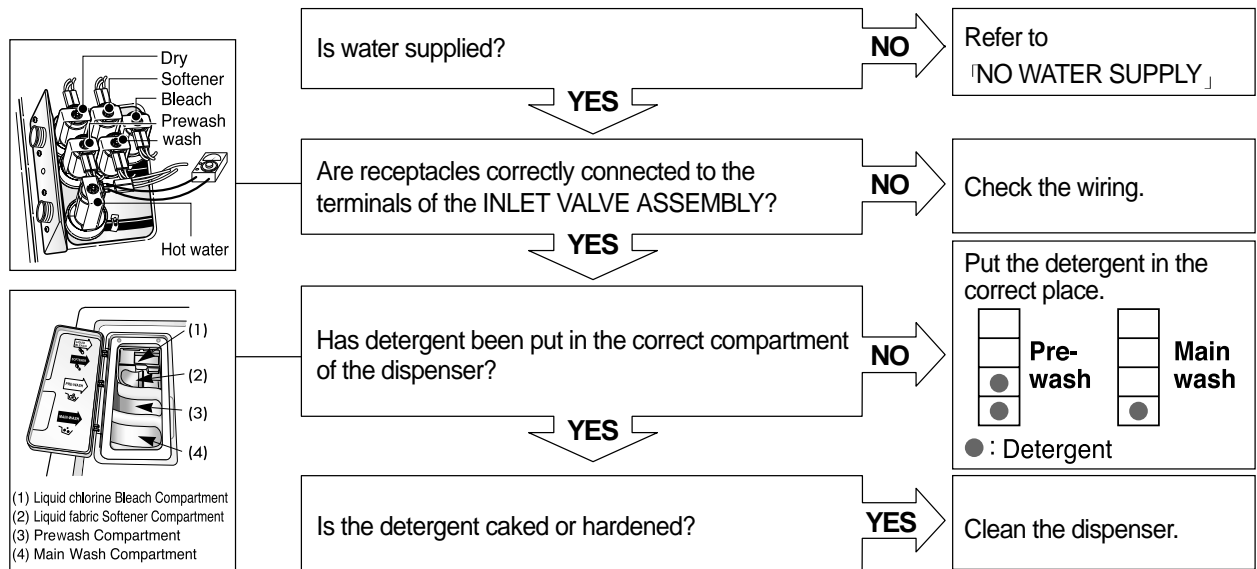 Dry
Softener
Bleach
Prewash
wash
Hot water
Is water supplied?
NO
Refer to
「NO WATER SUPPLY」
YES
Are receptacles correctly connected to the
terminals of the INLET VALVE ASSEMBLY?
NO
Check the wiring.
YES
(1)
(2)
(3)
(4)
PRE-WASH
MAIN WASH
(1) Liquid chlorine Bleach Compartment
(2) Liquid fabric Softener Compartment
(3) Prewash Compartment
(4) Main Wash Compartment
Has detergent been put in the correct compartment
of the dispenser?
NO
Put the detergent in the
correct place.
Pre-
wash
Main
wash
: Detergent
YES
Is the detergent caked or hardened?
YES
Clean the dispenser.